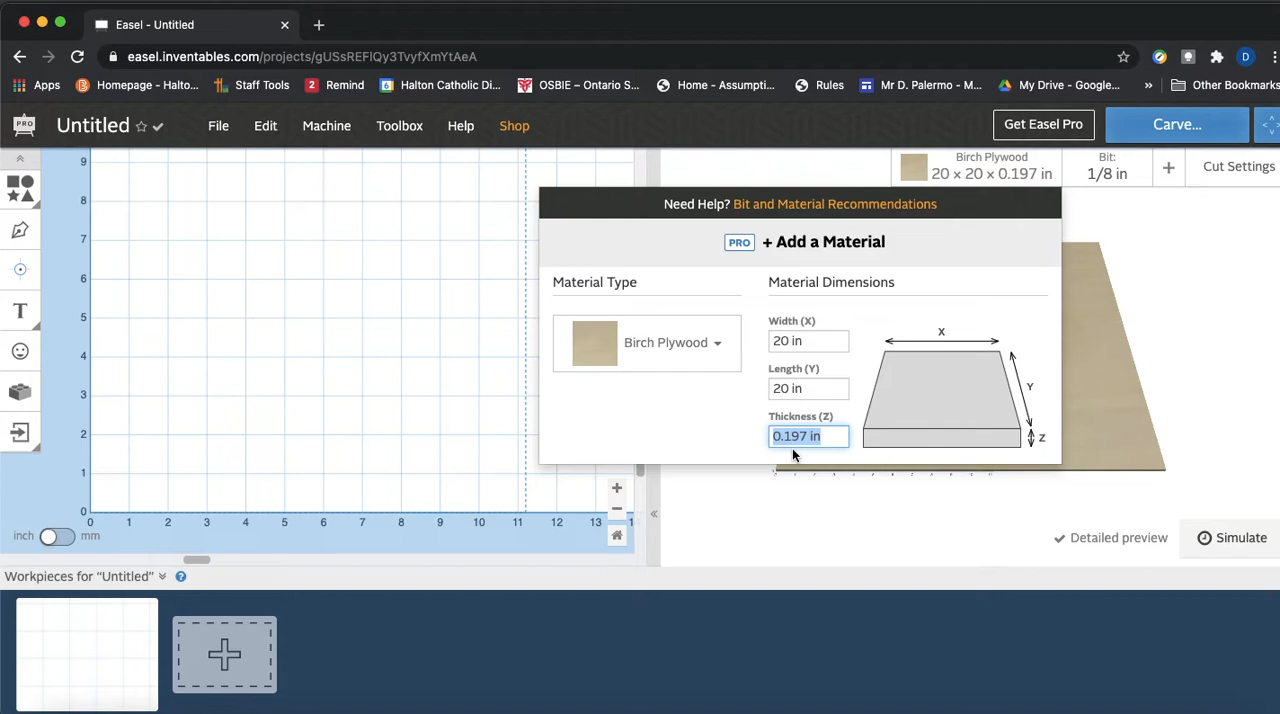 Easel - Untitled
easel.inventables.com/projects/gUSsREFlQy3TvyfXmYtAeA
D
Apps
Homepage - Halto...
Staff Tools
2 Remind
6 Halton Catholic Di...
OSBIE – Ontario S...
Home - Assumpti...
Rules
Mr D. Palermo - M...
My Drive - Google...
»
Other Bookmarks
PRO
Untitled
File
Edit
Machine
Toolbox
Help
Shop
Get Easel Pro
Carve...
Birch Plywood
20 × 20 × 0.197 in
Bit:
1/8 in
+
Cut Settings
Need Help? Bit and Material Recommendations
PRO + Add a Material
Material Type
Birch Plywood
Material Dimensions
Width (X)
20 in
Length (Y)
20 in
Thickness (Z)
0.197 in
X
Y
Z
T
9
8
7
6
5
4
3
2
1
0
0 1 2 3 4 5 6 7 8 9 10 11 12 13
inch
mm
Detailed preview
Simulate
Workpieces for “Untitled”
?